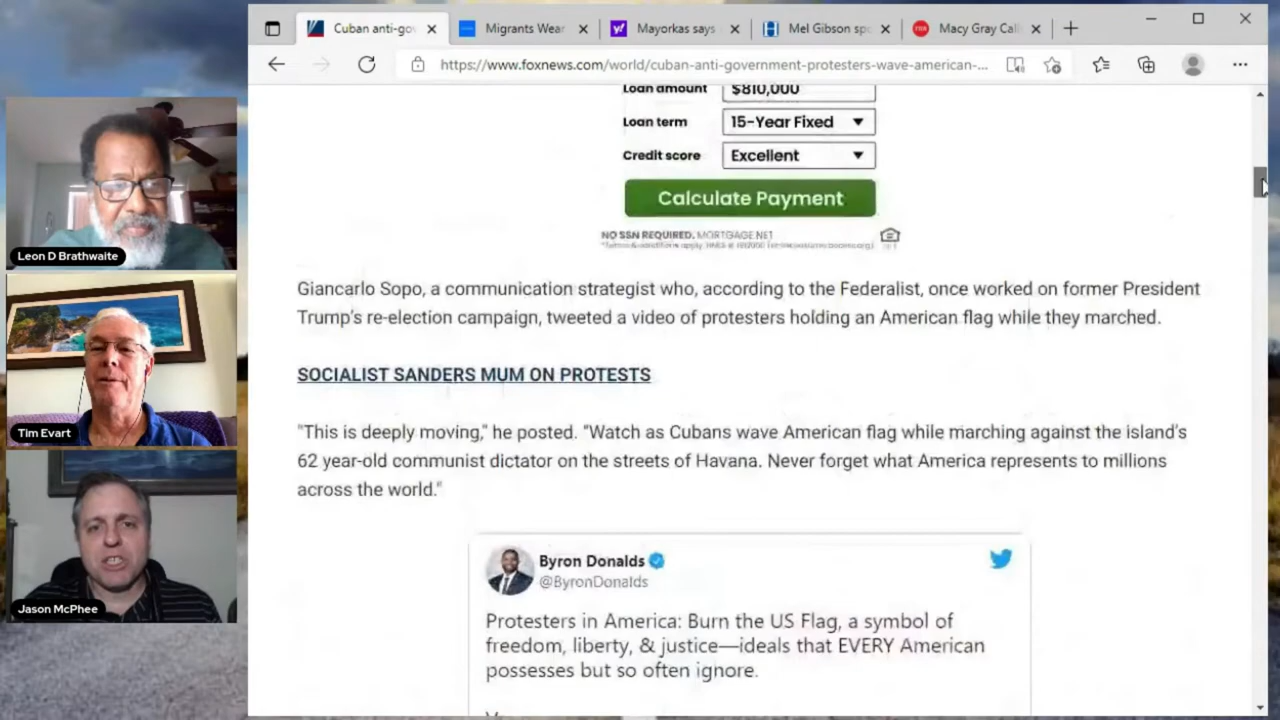 Cuban anti-gov
Migrants Wear
Mayorkas says
Mel Gibson spo
Macy Gray Call
https://www.foxnews.com/world/cuban-anti-government-protesters-wave-american-...
Loan amount $810,000
Loan term 15-Year Fixed
Credit score Excellent
Calculate Payment
NO SSN REQUIRED. MORTGAGE.NET
Giancarlo Sopo, a communication strategist who, according to the Federalist, once worked on former President
Trump's re-election campaign, tweeted a video of protesters holding an American flag while they marched.
SOCIALIST SANDERS MUM ON PROTESTS
"This is deeply moving," he posted. "Watch as Cubans wave American flag while marching against the island's
62 year-old communist dictator on the streets of Havana. Never forget what America represents to millions
across the world."
Byron Donalds
@ByronDonalds
Protesters in America: Burn the US Flag, a symbol of
freedom, liberty, & justice—ideals that EVERY American
possesses but so often ignore.
Leon D Brathwaite
Tim Evart
Jason McPhee